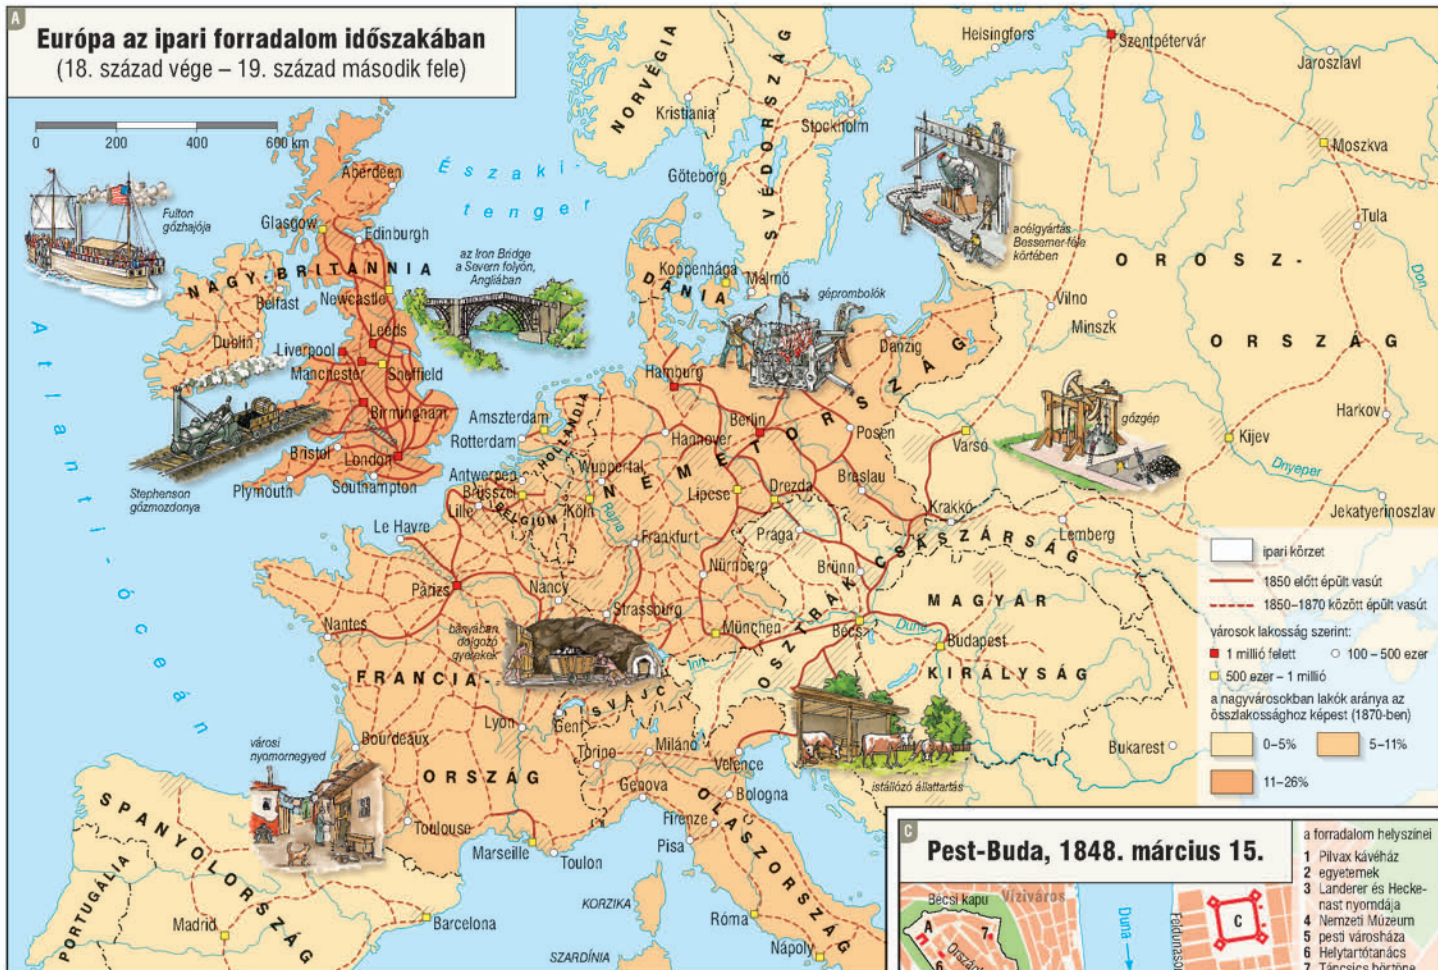 A
Európa az ipari forradalom időszakában
(18. század vége – 19. század második fele)
0 200 400 600 km
Fulton
gőzhajója
Északi-
tenger
Atlanti-óceán
NORVÉGIA
SVÉDORSZÁG
Kristiania
Stockholm
Göteborg
Heisingfors
Szentpétervár
Jaroszlavl
Moszkva
Tula
Don
acélgyártás
Bessemer-féle
körtében
OROSZ-
ORSZÁG
Aberdeen
Glasgow
Edinburgh
NAGY-BRITANNIA
Belfast
Newcastle
Dublin
Leeds
Liverpool
Manchester
Sheffield
Birmingham
Temze
Bristol
London
Plymouth
Southampton
az Iron Bridge
a Severn folyón,
Angliában
Stephenson
gőzmozdonya
DÁNIA
Koppenhága
Malmö
géprombolók
Vilno
Minszk
Danzig
Hamburg
Berlin
Hannover
Posen
Varsó
gőzgép
Harkov
Kijev
Dnyeper
Jekatyerinoszlav
Amszterdam
Rotterdam
HOLLANDIA
Antwerpen
Brüsszel
Lille
BELGIUM
Wuppertal
Köln
Rajna
NÉMETORSZÁG
Lipcse
Drezda
Breslau
Krakkó
Lemberg
Le Havre
Frankfurt
Prága
Nürnberg
Brünn
OSZTRÁK CSÁSZÁRSÁG
Párizs
Nancy
Strassburg
Nantes
bányában
dolgozó
gyerekek
München
Inn
Bécs
Duna
MAGYAR
KIRÁLYSÁG
Budapest
FRANCIA-
ORSZÁG
SVÁJC
Lyon
Genf
Bourdeaux
városi
nyomornegyed
Torino
Miláno
Velence
istállózó állattartás
Bukarest
Genova
Bologna
Firenze
Pisa
OLASZORSZÁG
Toulouse
Marseille
Toulon
SPANYOLORSZÁG
PORTUGÁLIA
Madrid
Barcelona
KORZIKA
SZARDÍNIA
Róma
Nápoly
ipari körzet
1850 előtt épült vasút
1850–1870 között épült vasút
városok lakosság szerint:
1 millió felett
100 – 500 ezer
500 ezer – 1 millió
a nagyvárosokban lakók aránya az
összlakossághoz képest (1870-ben)
0–5%
5–11%
11–26%
C
Pest-Buda, 1848. március 15.
a forradalom helyszínei
1 Pilvax kávéház
2 egyetemek
3 Landerer és Hecke-
nast nyomdája
4 Nemzeti Múzeum
5 pesti városháza
6 Helytartótanács
7 Táncsics börtöne
Bécsi kapu
Víziváros
Duna
A
7
6
C